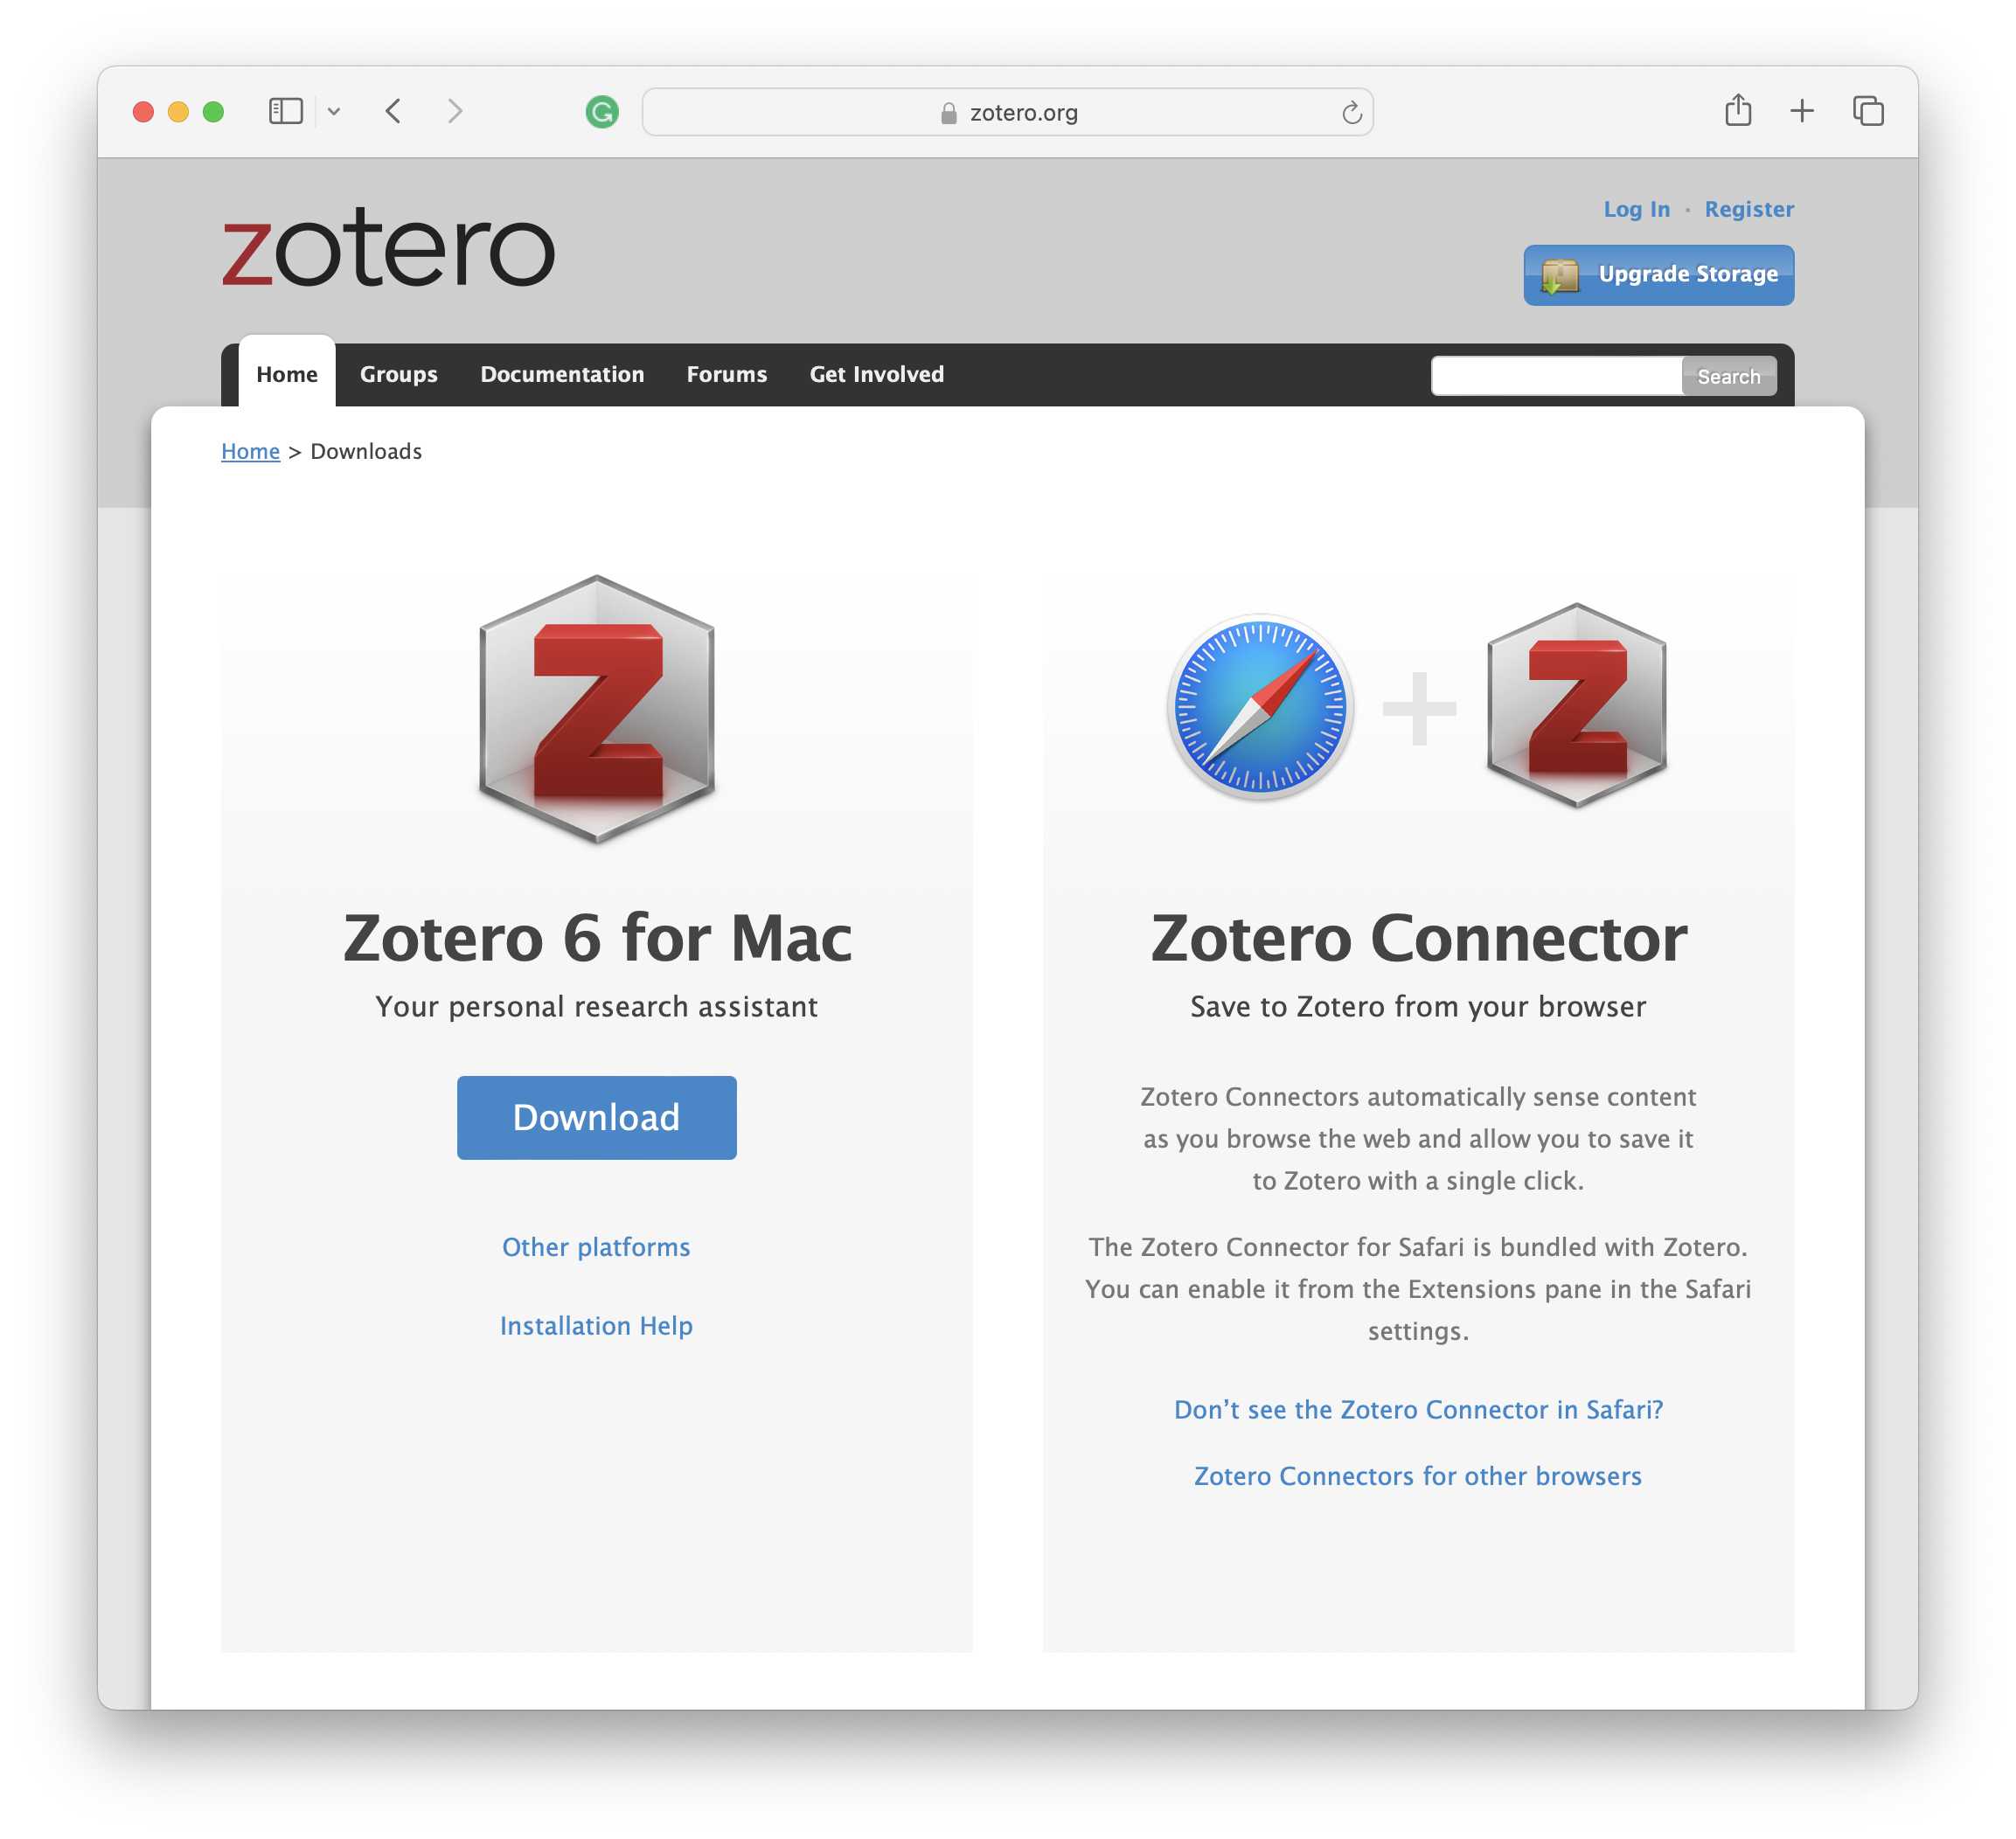 zotero.org
zotero
Log In · Register
Upgrade Storage
Home Groups Documentation Forums Get Involved Search
Home > Downloads
Z
Z
Zotero 6 for Mac
Your personal research assistant
Download
Other platforms
Installation Help
Zotero Connector
Save to Zotero from your browser
Zotero Connectors automatically sense content
as you browse the web and allow you to save it
to Zotero with a single click.
The Zotero Connector for Safari is bundled with Zotero.
You can enable it from the Extensions pane in the Safari
settings.
Don’t see the Zotero Connector in Safari?
Zotero Connectors for other browsers